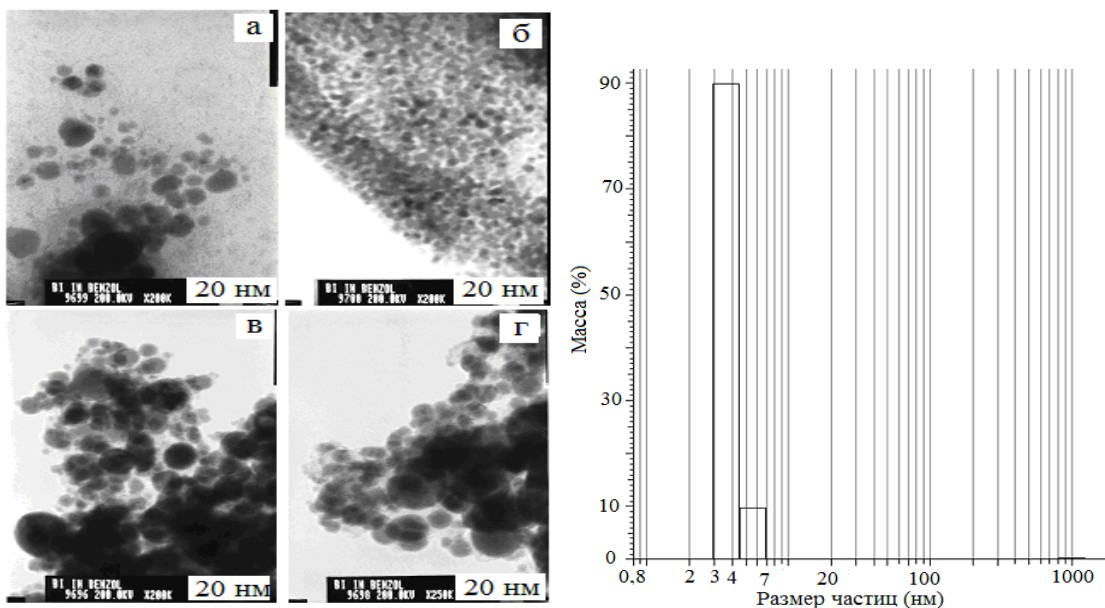 а
BI IN BENZOL
9699 200.0KV X200K
20 нм
б
BI IN BENZOL
9700 200.0KV X200K
20 нм
в
BI IN BENZOL
9696 200.0KV X200K
20 нм
г
BI IN BENZOL
9698 200.0KV X250K
20 нм
Масса (%)
90
70
50
30
10
0
0.8 2 3 4 7 20 100 1000
Размер частиц (нм)